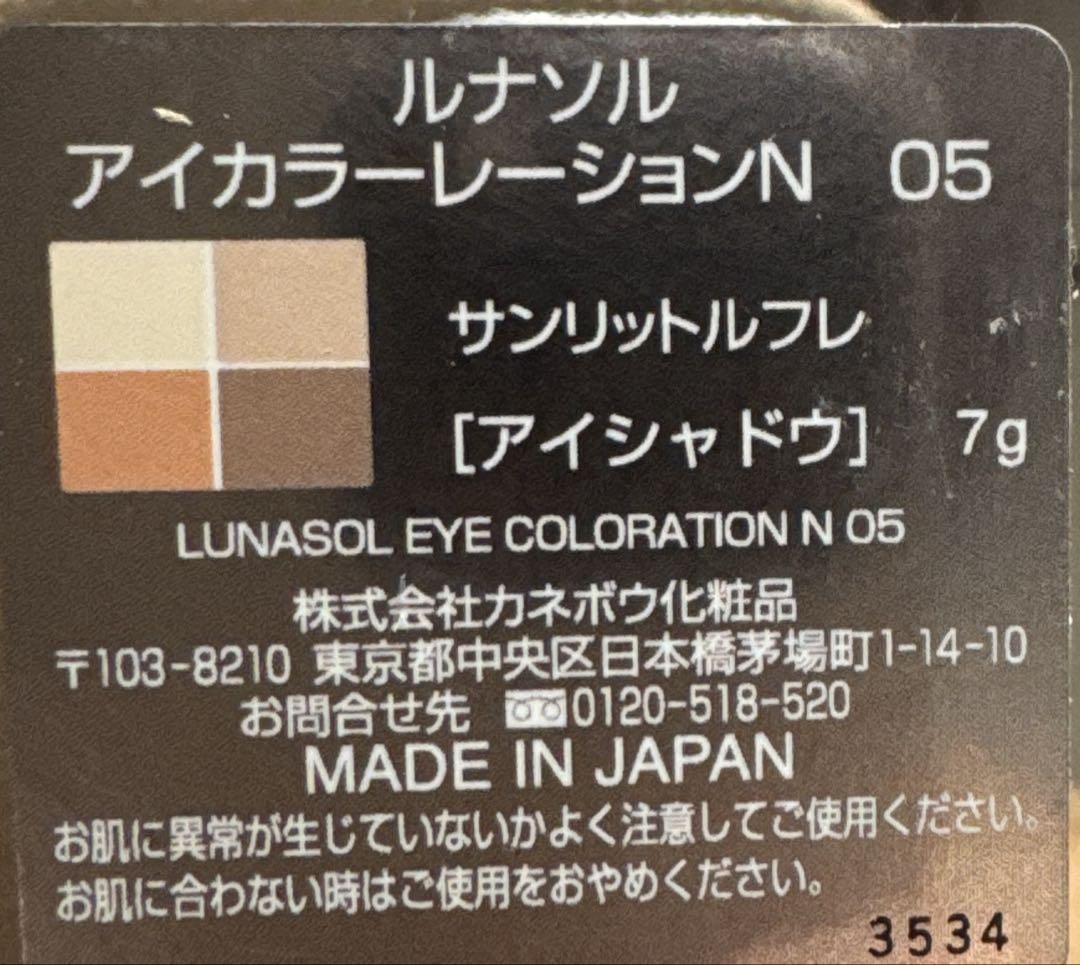 ルナソル
アイカラーレーションN 05
サンリットルフレ
[アイシャドウ] 7g
LUNASOL EYE COLORATION N 05
株式会社カネボウ化粧品
〒103-8210 東京都中央区日本橋茅場町1-14-10
お問合せ先 0120-518-520
MADE IN JAPAN
お肌に異常が生じていないかよく注意してご使用ください。
お肌に合わない時はご使用をおやめください。
3534